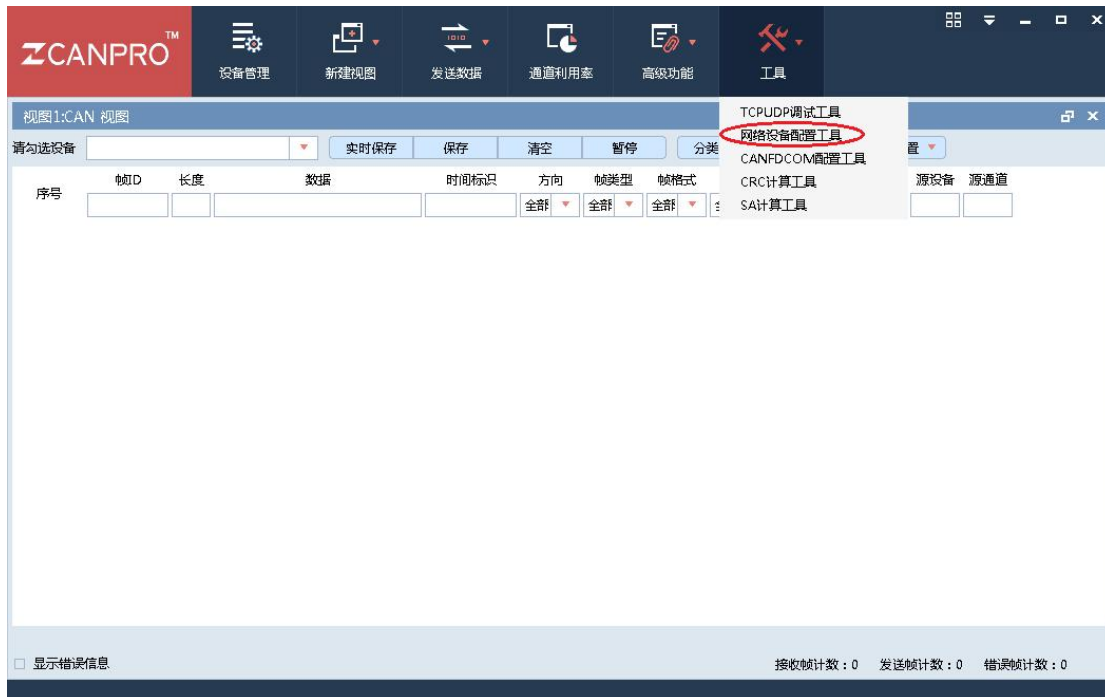 ZCANPRO™
设备管理 新建视图 发送数据 通道利用率 高级功能 工具
视图1:CAN 视图
TCPUDP调试工具
网络设备配置工具
CANFDCOM配置工具
CRC计算工具
SA计算工具
请勾选设备 实时保存 保存 清空 暂停 分类 置
序号 帧ID 长度 数据 时间标识 方向 帧类型 帧格式 源设备 源通道
全部 全部 全部
显示错误信息 接收帧计数：0 发送帧计数：0 错误帧计数：0